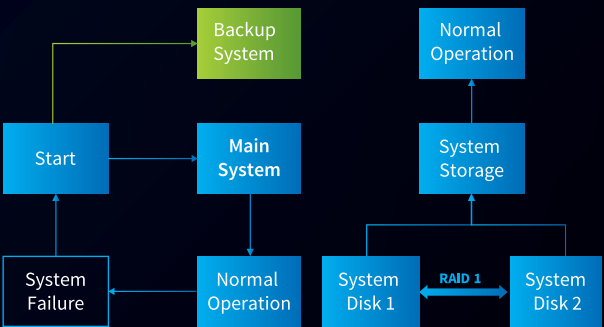 Backup
System
Normal
Operation
Start
Main
System
System
Storage
System
Failure
Normal
Operation
System
Disk 1
RAID 1
System
Disk 2